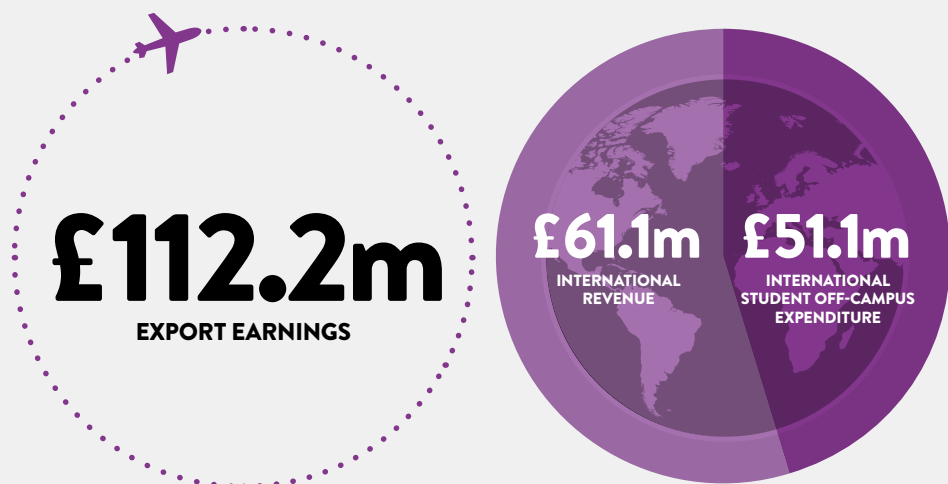 £112.2m
EXPORT EARNINGS
£61.1m
INTERNATIONAL
REVENUE
£51.1m
INTERNATIONAL
STUDENT OFF-CAMPUS
EXPENDITURE